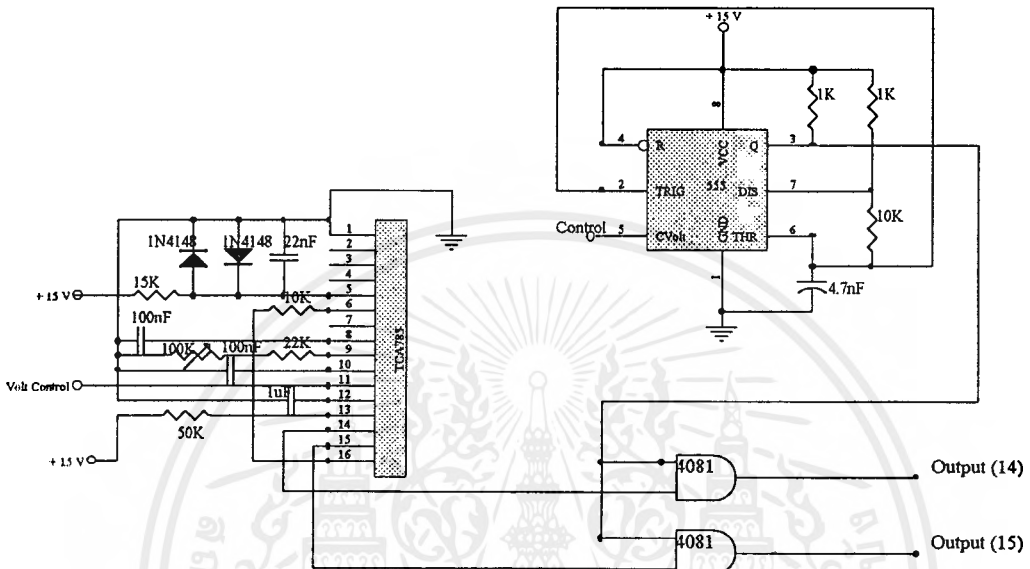 + 15 V
1K
1K
8
VCC
4
R
Q
3
2
TRIG
555
DIS
7
10K
Control
5
CVolt
GND
THR
6
1
4.7nF
1N4148
1N4148
22nF
1
2
3
4
5
6
7
8
9
10
11
12
13
14
15
16
TCA785
15K
+ 15 V
10K
100nF
100K
100nF
22K
Volt Control
1uF
50K
+ 15 V
4081
Output (14)
4081
Output (15)